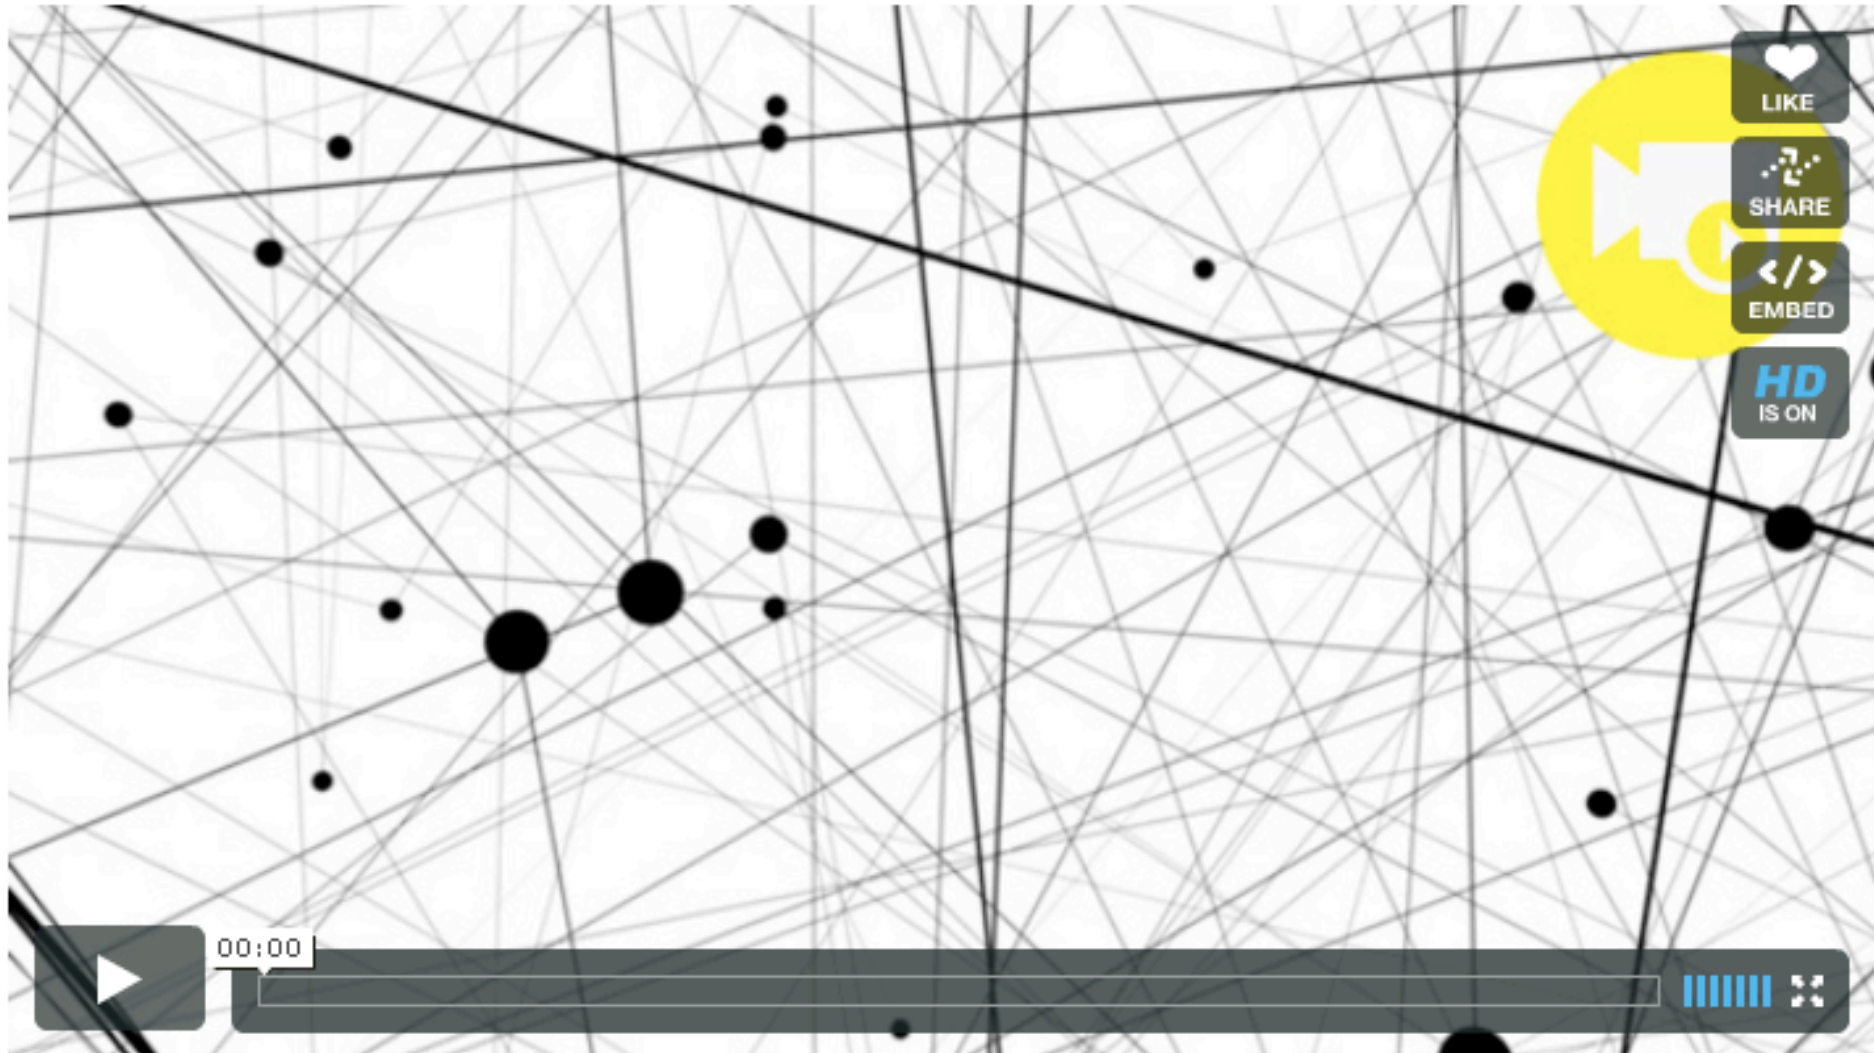 LIKE
SHARE
</>
EMBED
HD
IS ON
00:00